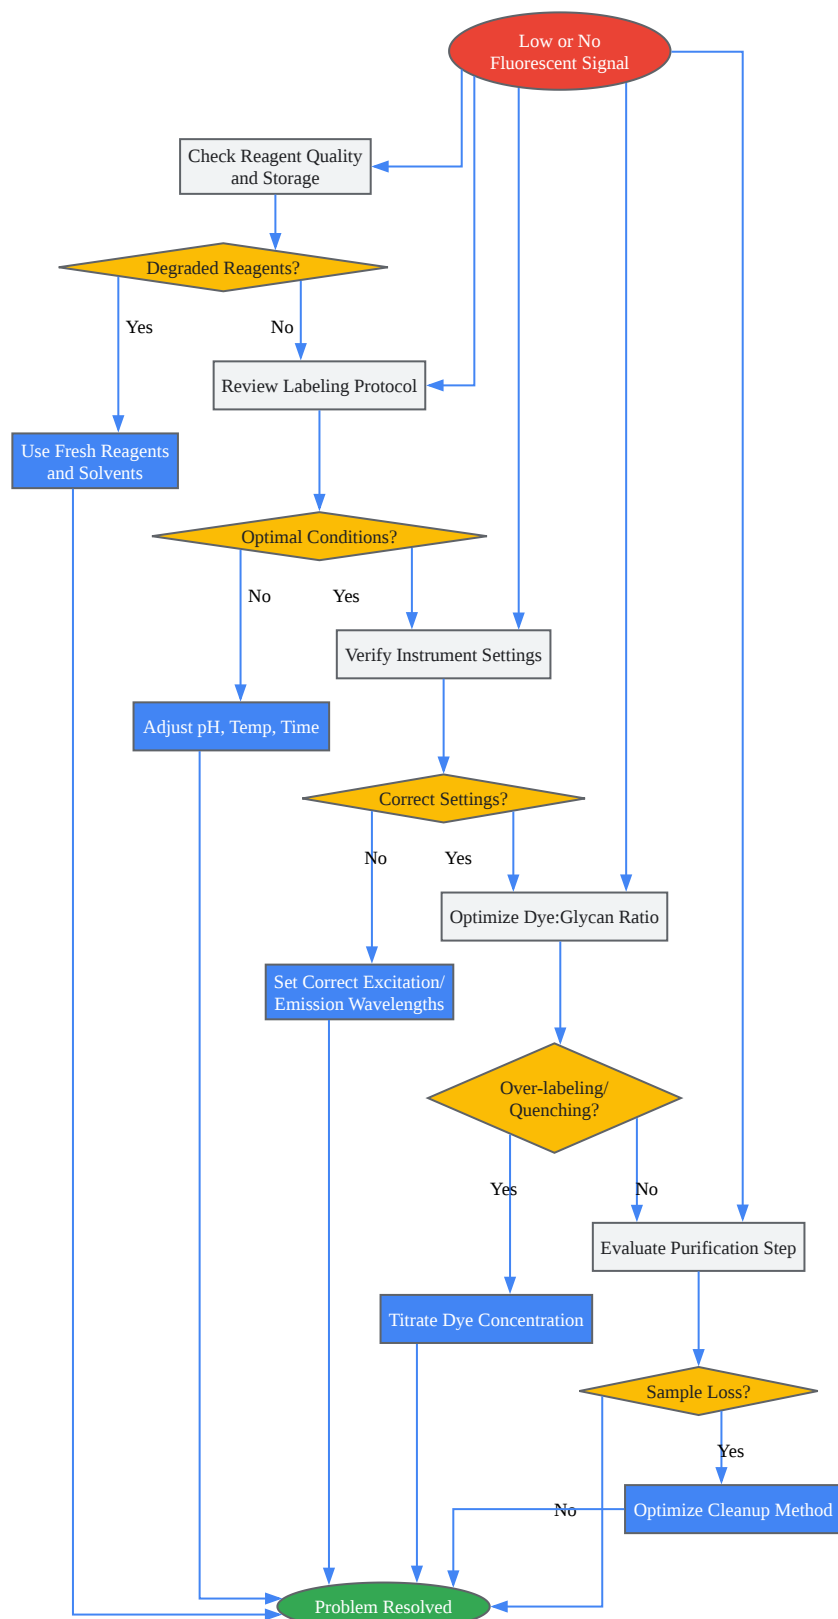 Low or No
Fluorescent Signal
Check Reagent Quality
and Storage
Degraded Reagents?
Yes
No
Review Labeling Protocol
Use Fresh Reagents
and Solvents
Optimal Conditions?
No
Yes
Verify Instrument Settings
Adjust pH, Temp, Time
Correct Settings?
No
Yes
Optimize Dye:Glycan Ratio
Set Correct Excitation/
Emission Wavelengths
Over-labeling/
Quenching?
Yes
No
Evaluate Purification Step
Titrate Dye Concentration
Sample Loss?
Yes
No
Optimize Cleanup Method
Problem Resolved